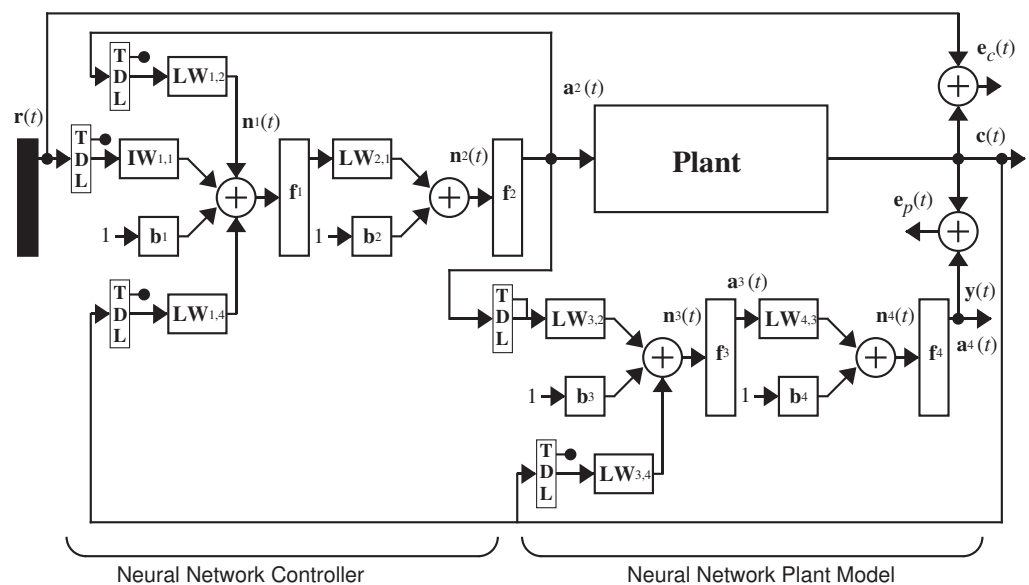 r(t)
T
D
L
LW1,2
n1(t)
T
D
L
IW1,1
1
b1
T
D
L
LW1,4
f1
LW2,1
1
b2
n2(t)
f2
a2(t)
Plant
ec(t)
c(t)
ep(t)
T
D
L
LW3,2
n3(t)
1
b3
T
D
L
LW3,4
a3(t)
f3
LW4,3
1
b4
n4(t)
f4
y(t)
a4(t)
Neural Network Controller
Neural Network Plant Model